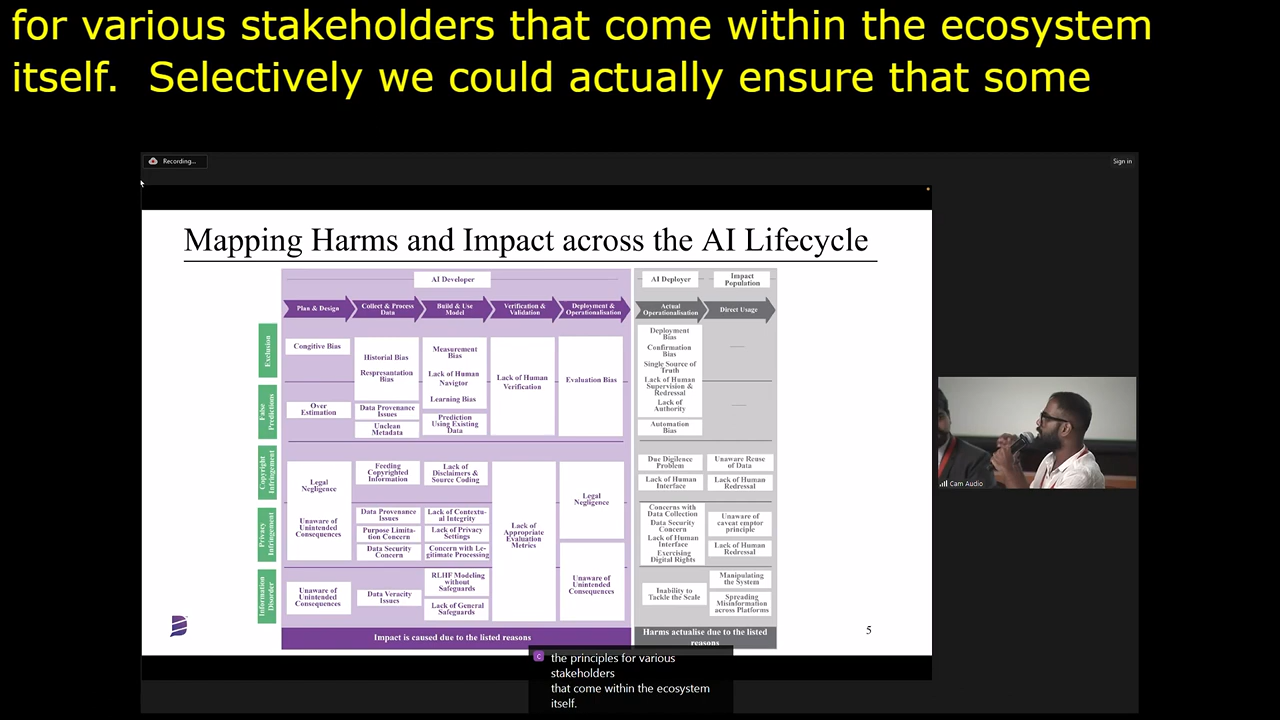 for various stakeholders that come within the ecosystem
itself.  Selectively we could actually ensure that some
Recording...
Sign in
Mapping Harms and Impact across the AI Lifecycle
AI Developer
AI Deployer
Impact
Population
Plan & Design
Collect & Process
Data
Build & Use
Model
Verification &
Validation
Deployment &
Operationalisation
Actual
Operationalisation
Direct Usage
Exclusion
Congitive Bias
Historial Bias
Respresantation
Bias
Measurement
Bias
Lack of Human
Navigtor
Learning Bias
Lack of Human
Verification
Evaluation Bias
Deployment
Bias
Confirmation
Bias
Single Source of
Truth
Lack of Human
Supervision &
Redressal
Lack of
Authority
Automation
Bias
False
Predictions
Over
Estimation
Data Provenance
Issues
Unclean
Metadata
Prediction
Using Existing
Data
Copyright
Infringement
Legal
Negligence
Unaware of
Unintended
Consequences
Feeding
Copyrighted
Information
Lack of
Disclaimers &
Source Coding
Lack of
Appropriate
Evaluation
Metrics
Legal
Negligence
Due Digilence
Problem
Lack of Human
Interface
Unaware Reuse
of Data
Lack of Human
Redressal
Privacy
Infringement
Data Provenance
Issues
Purpose Limita-
tion Concern
Data Security
Concern
Lack of Contextu-
al Integrity
Lack of Privacy
Settings
Concern with Le-
gitimate Processing
Concerns with
Data Collection
Data Security
Concern
Lack of Human
Interface
Exercising
Digital Rights
Unaware of
caveat emptor
principle
Lack of Human
Redressal
Information
Disorder
Unaware of
Unintended
Consequences
Data Veracity
Issues
RLHF Modeling
without
Safeguards
Lack of General
Safeguards
Unaware of
Unintended
Consequences
Inability to
Tackle the Scale
Manipulating
the System
Spreading
Misinformation
across Platforms
Impact is caused due to the listed reasons
Harms actualise due to the listed
reasons
5
Cam Audio
C
the principles for various
stakeholders
that come within the ecosystem
itself.